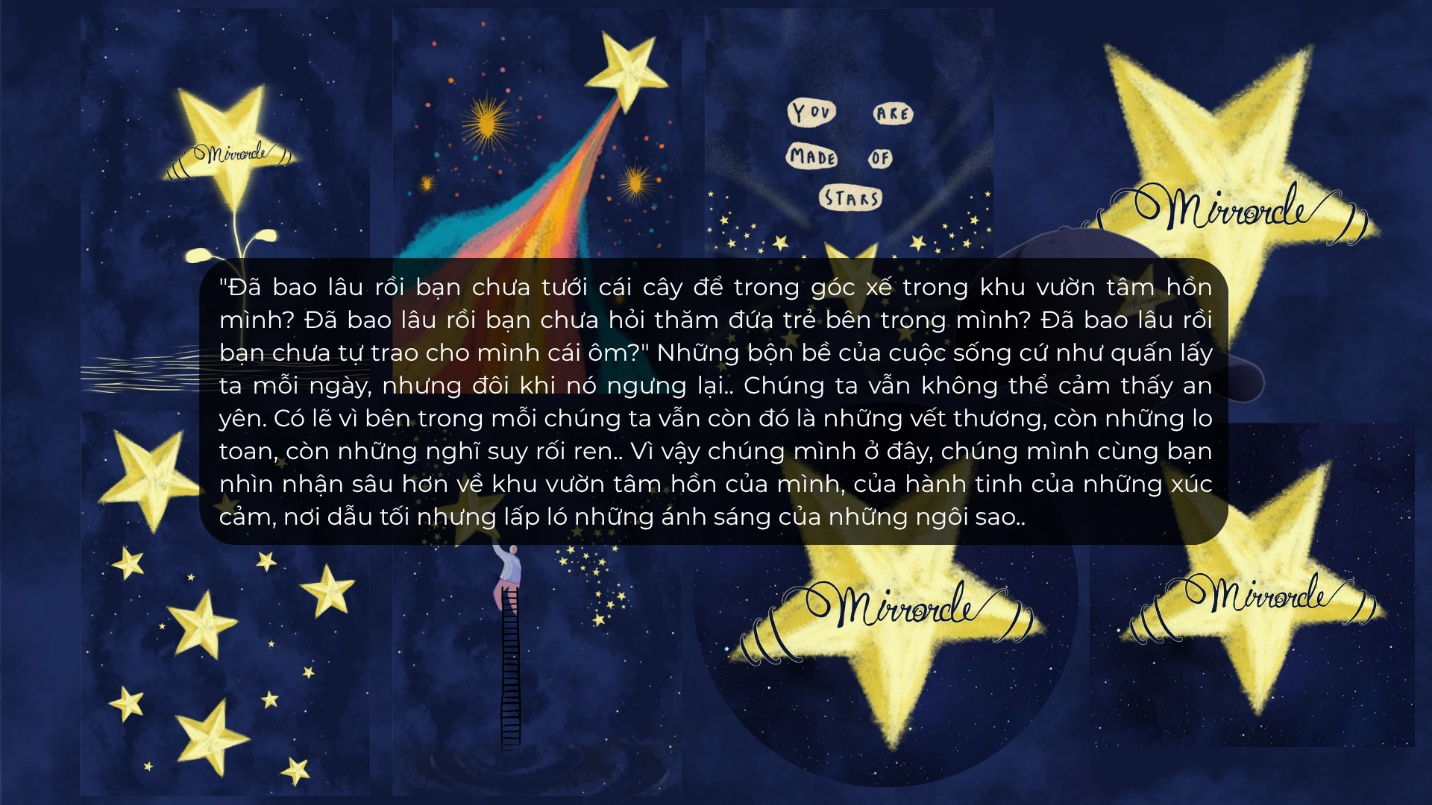 Mirrorcle
YOU ARE
MADE OF
STARS
Mirrorcle
"Đã bao lâu rồi bạn chưa tưới cái cây để trong góc xế trong khu vườn tâm hồn
mình? Đã bao lâu rồi bạn chưa hỏi thăm đứa trẻ bên trong mình? Đã bao lâu rồi
bạn chưa tự trao cho mình cái ôm?" Những bộn bề của cuộc sống cứ như quấn lấy
ta mỗi ngày, nhưng đôi khi nó ngưng lại.. Chúng ta vẫn không thể cảm thấy an
yên. Có lẽ vì bên trong mỗi chúng ta vẫn còn đó là những vết thương, còn những lo
toan, còn những nghĩ suy rối ren.. Vì vậy chúng mình ở đây, chúng mình cùng bạn
nhìn nhận sâu hơn về khu vườn tâm hồn của mình, của hành tinh của những xúc
cảm, nơi dẫu tối nhưng lấp ló những ánh sáng của những ngôi sao..
Mirrorcle
Mirrorcle